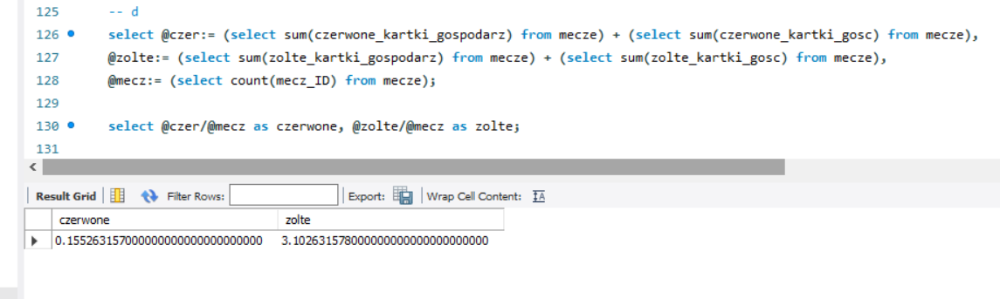 125 -- d
126 select @czer:= (select sum(czerwone_kartki_gospodarz) from mecze) + (select sum(czerwone_kartki_gosc) from mecze),
127 @zolte:= (select sum(zolte_kartki_gospodarz) from mecze) + (select sum(zolte_kartki_gosc) from mecze),
128 @mecz:= (select count(mecz_ID) from mecze);
129
130 select @czer/@mecz as czerwone, @zolte/@mecz as zolte;
131
Result Grid Filter Rows: Export: Wrap Cell Content: IA
czerwone zolte
0.155263157000000000000000000000 3.102631578000000000000000000000